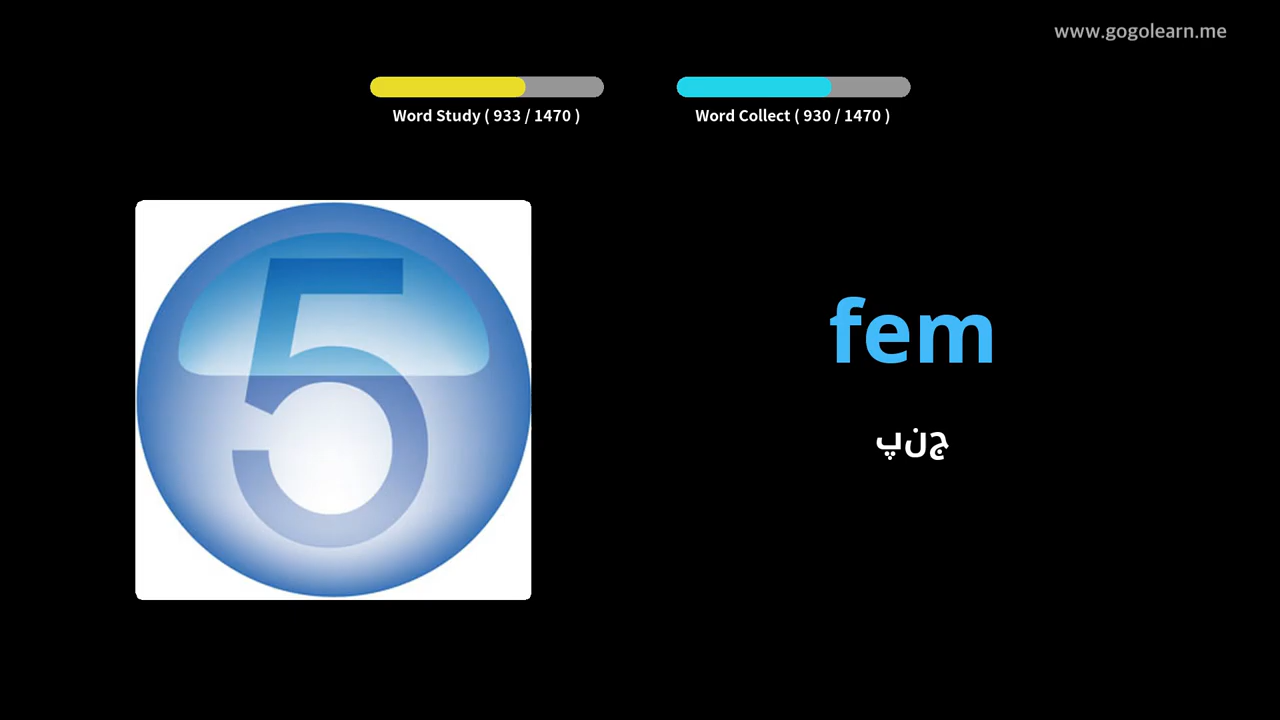 www.gogolearn.me
Word Study ( 933 / 1470 )
Word Collect ( 930 / 1470 )
5
fem
پنج